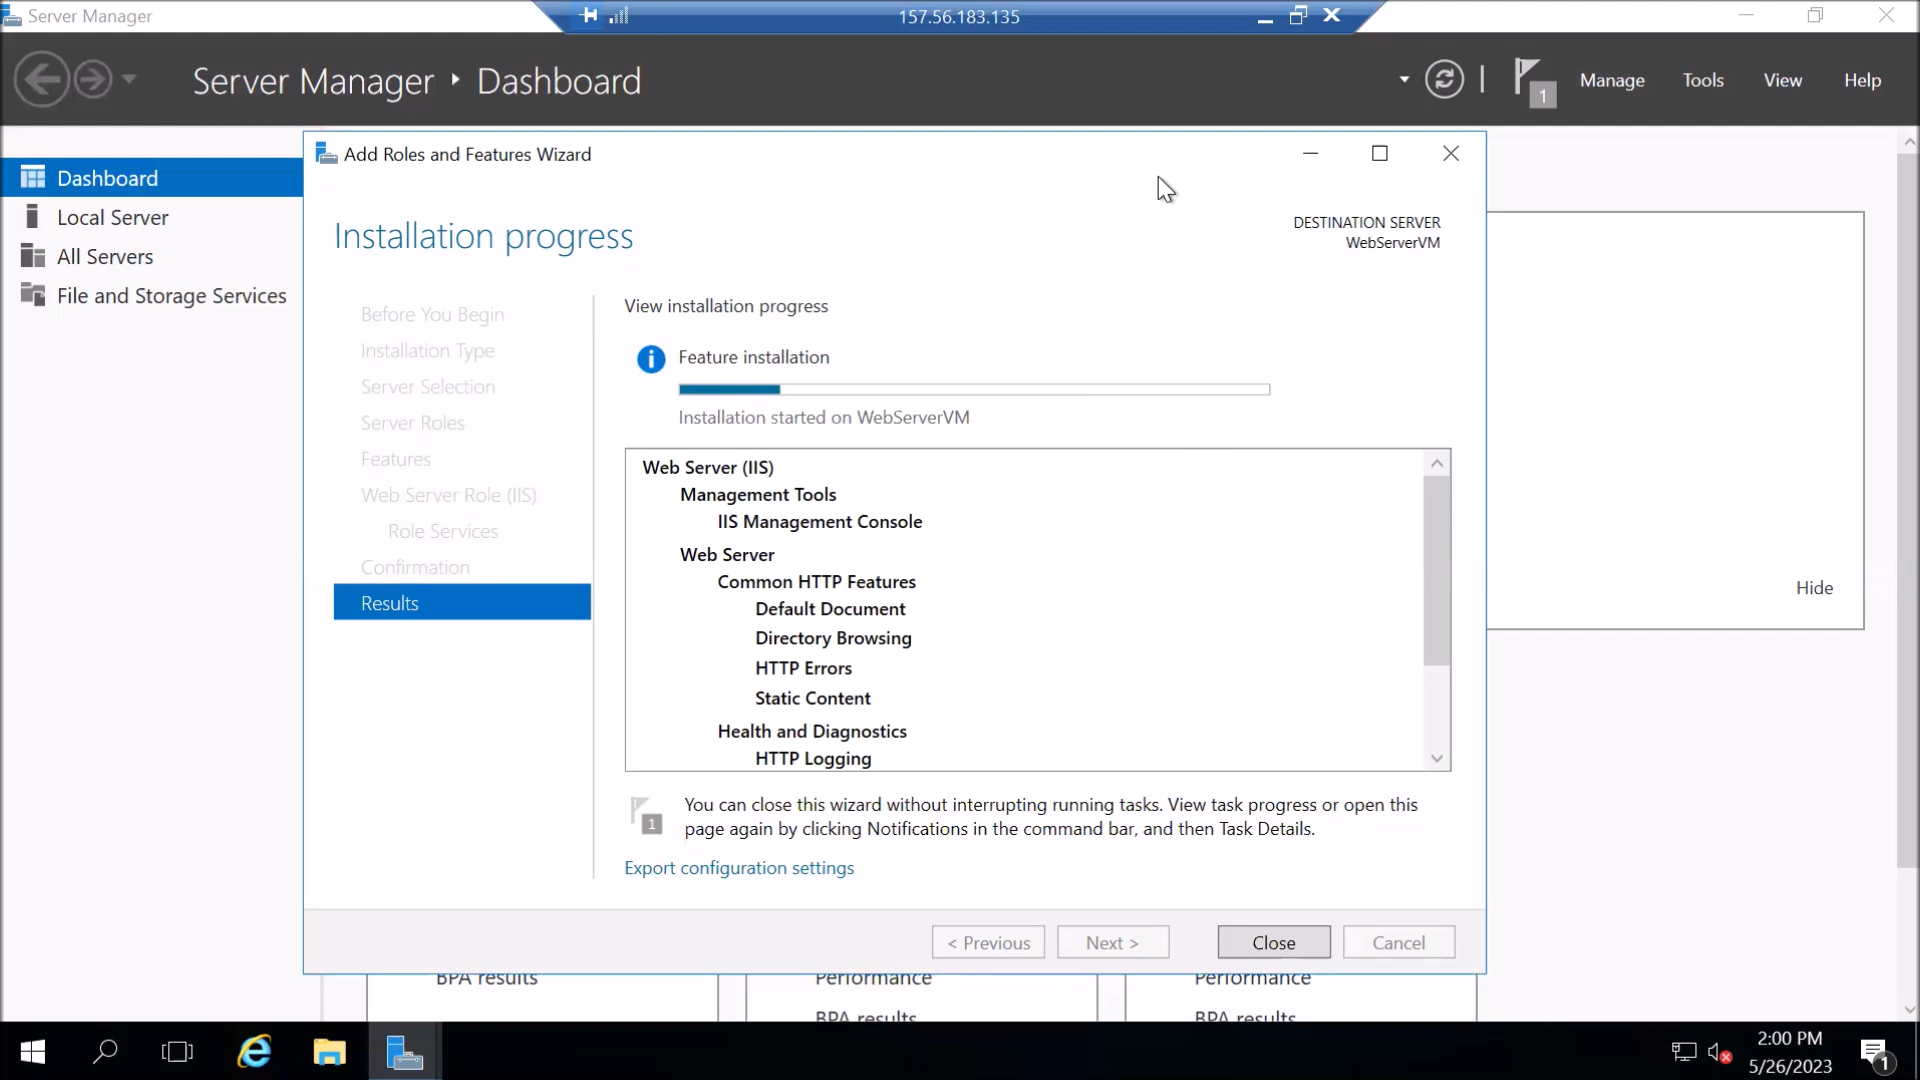 Server Manager
157.56.183.135
Server Manager
Dashboard
1
Manage
Tools
View
Help
Dashboard
Local Server
All Servers
File and Storage Services
Add Roles and Features Wizard
Installation progress
DESTINATION SERVER
WebServerVM
Before You Begin
Installation Type
Server Selection
Server Roles
Features
Web Server Role (IIS)
Role Services
Confirmation
Results
View installation progress
Feature installation
Installation started on WebServerVM
Web Server (IIS)
Management Tools
IIS Management Console
Web Server
Common HTTP Features
Default Document
Directory Browsing
HTTP Errors
Static Content
Health and Diagnostics
HTTP Logging
1
You can close this wizard without interrupting running tasks. View task progress or open this
page again by clicking Notifications in the command bar, and then Task Details.
Export configuration settings
< Previous
Next >
Close
Cancel
Hide
BPA results
Performance
Performance
BPA results
BPA results
2:00 PM
5/26/2023
1